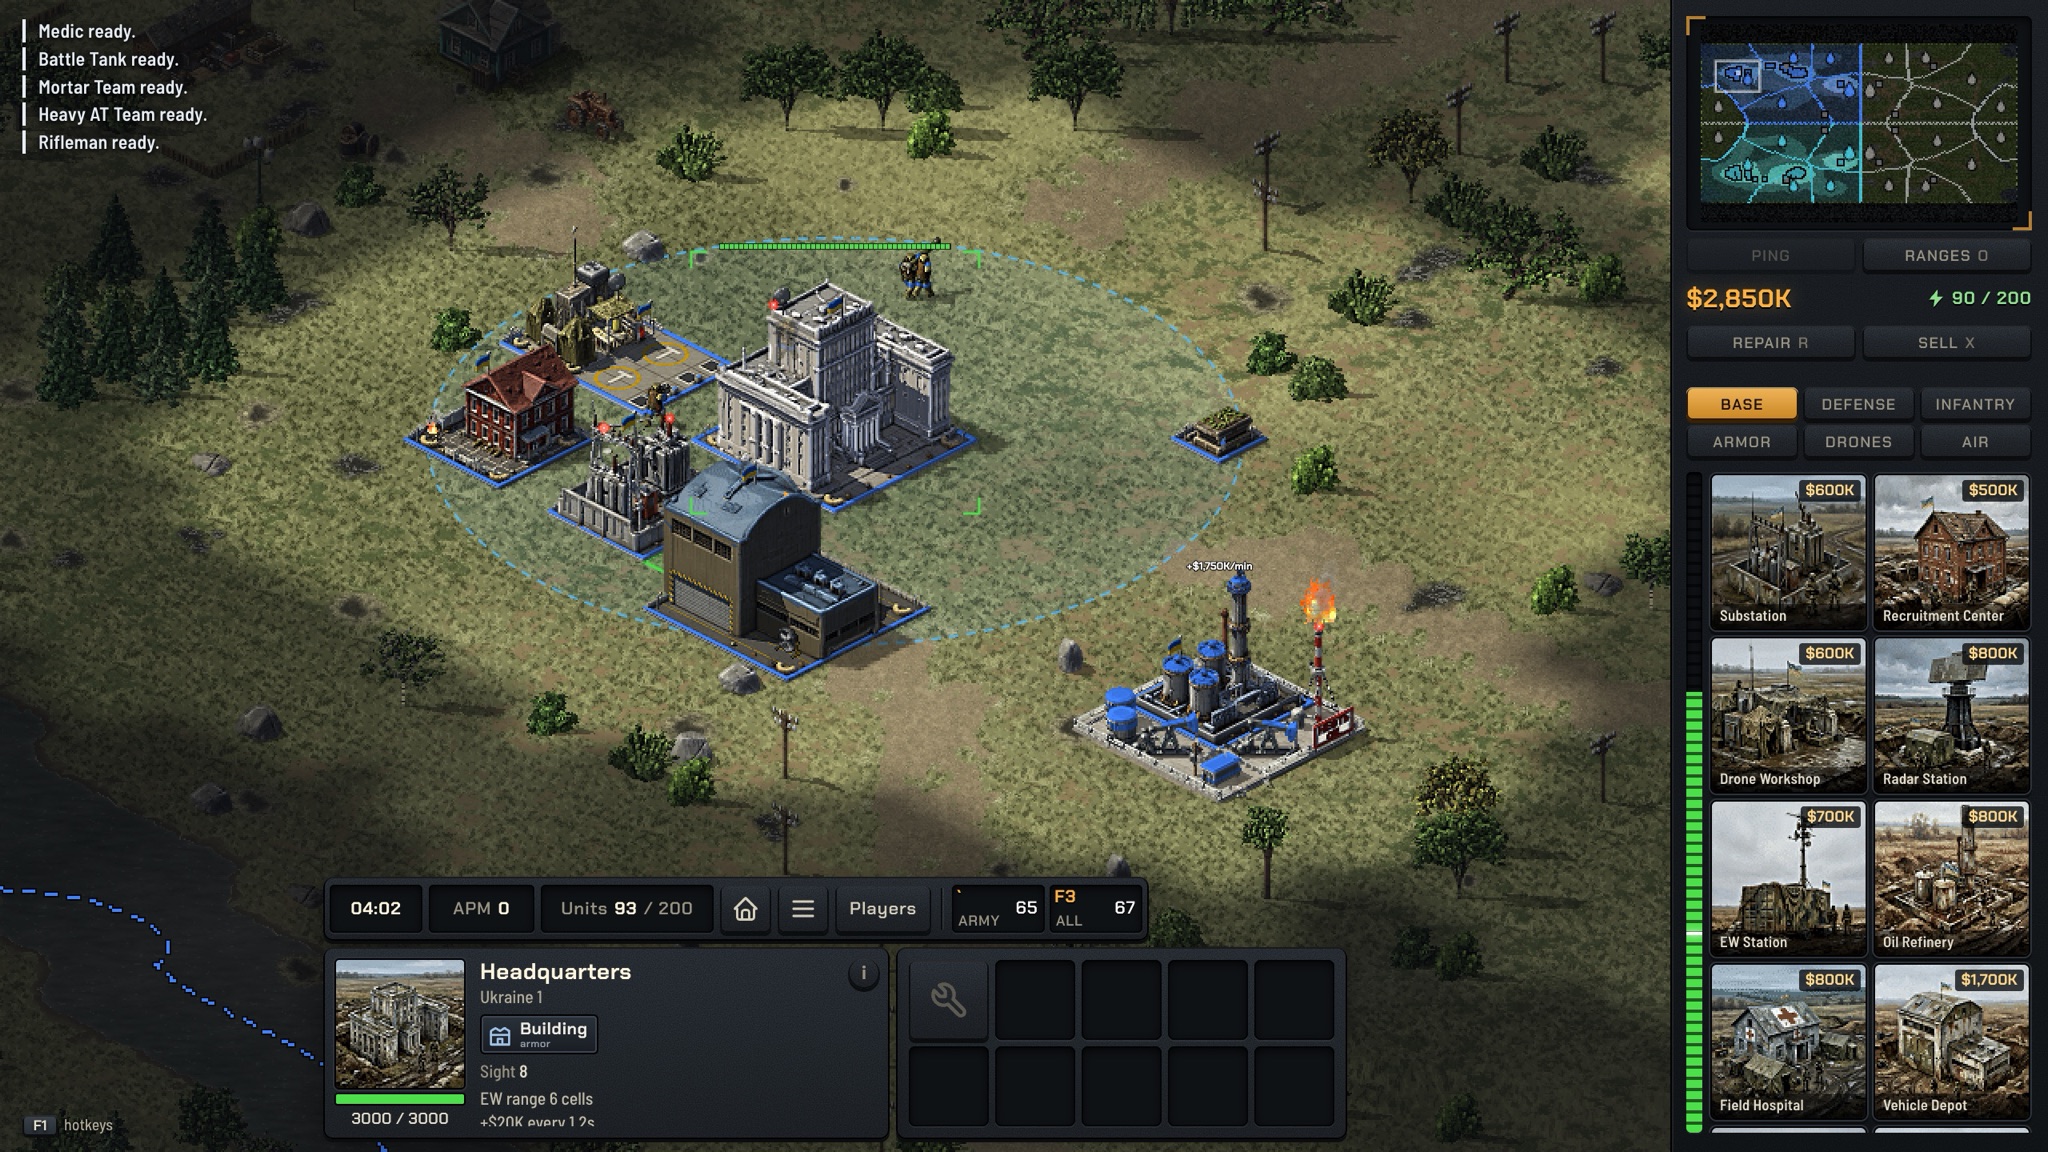 Medic ready.
Battle Tank ready.
Mortar Team ready.
Heavy AT Team ready.
Rifleman ready.
+$1,750K/min
PING
RANGES O
$2,850K
90 / 200
REPAIR R
SELL X
BASE
DEFENSE
INFANTRY
ARMOR
DRONES
AIR
$600K
Substation
$500K
Recruitment Center
$600K
Drone Workshop
$800K
Radar Station
$700K
EW Station
$800K
Oil Refinery
$800K
Field Hospital
$1,700K
Vehicle Depot
04:02
APM 0
Units 93 / 200
Players
` ARMY 65
F3 ALL 67
Headquarters
i
Ukraine 1
Building
armor
Sight 8
EW range 6 cells
+$20K every 1.2s
3000 / 3000
F1 hotkeys